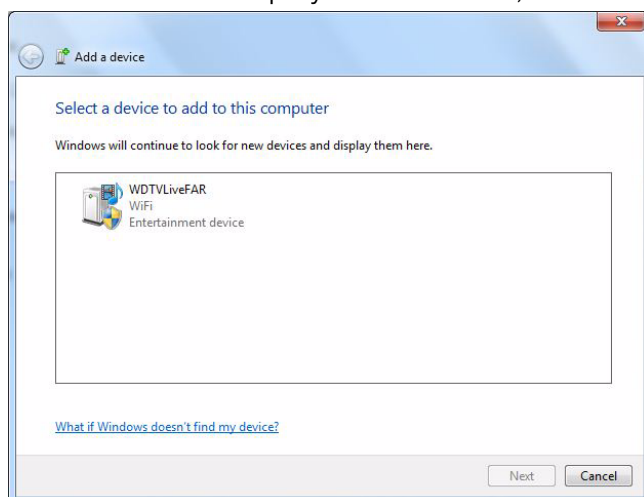 Add a device
Select a device to add to this computer
Windows will continue to look for new devices and display them here.
WDTVLiveFAR
WiFi
Entertainment device
What if Windows doesn't find my device?
Next
Cancel